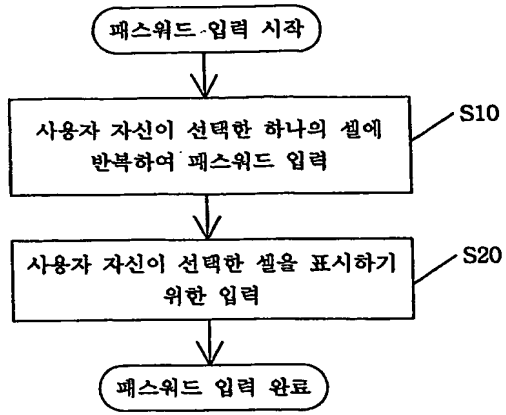 패스워드 입력 시작
사용자 자신이 선택한 하나의 셀에
반복하여 패스워드 입력
S10
사용자 자신이 선택한 셀을 표시하기
위한 입력
S20
패스워드 입력 완료